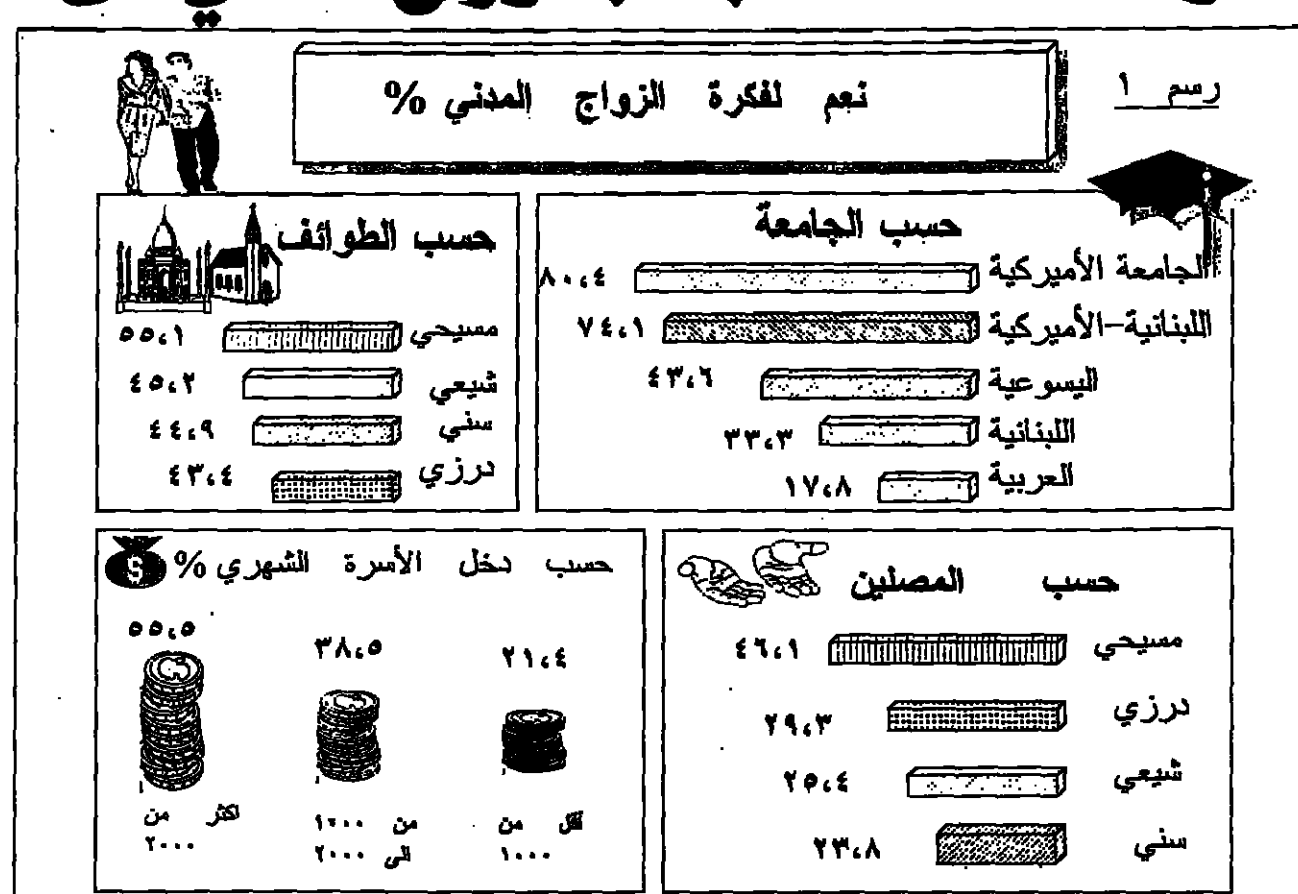 رسم ١
نعم لفكرة الزواج المدني %
حسب الجامعة
الجامعة الأميركية ٨٠،٤
اللبنانية-الأميركية ٧٤،١
اليسوعية ٤٣،٦
اللبنانية ٣٣،٣
العربية ١٧،٨
حسب الطوائف
مسيحي ٥٥،١
شيعي ٤٥،٢
سني ٤٤،٩
درزي ٤٣،٤
حسب المصلين
مسيحي ٤٦،١
درزي ٢٩،٣
شيعي ٢٥،٤
سني ٢٣،٨
حسب دخل الأسرة الشهري %
٢١،٤
٣٨،٥
٥٥،٥
من
١٠٠٠
من
الى ٢٠٠٠
اكثر من
٢٠٠٠